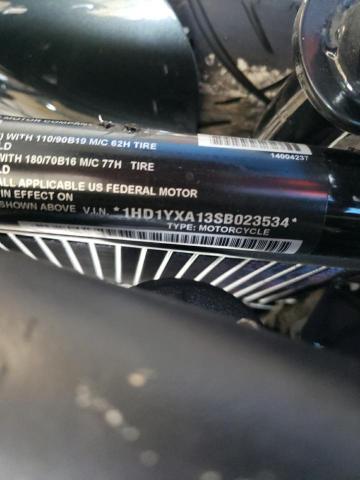 MOTOR COMPANY
) WITH 110/90B19 M/C 62H TIRE
LD
WITH 180/70B16 M/C 77H TIRE
LD
ALL APPLICABLE US FEDERAL MOTOR
IN EFFECT ON
SHOWN ABOVE V.I.N. *1HD1YXA13SB023534*
TYPE: MOTORCYCLE
14004237